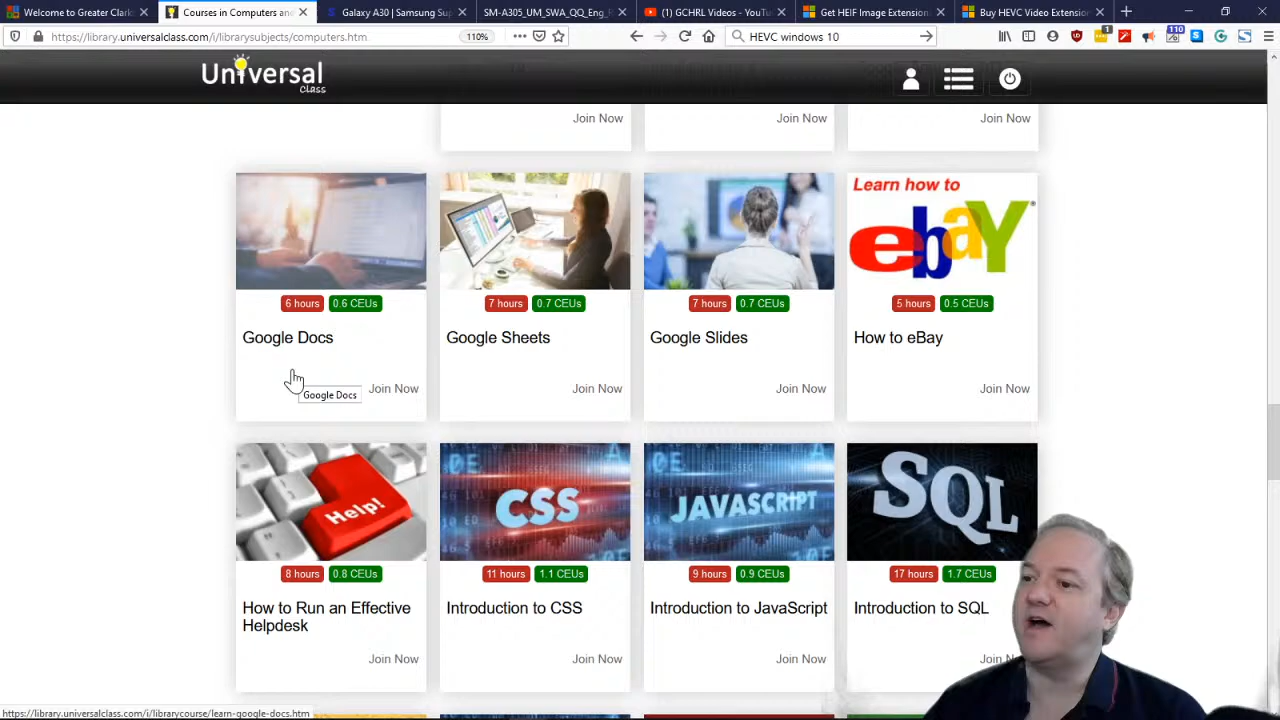 Welcome to Greater Clark
Courses in Computers an
Galaxy A30 | Samsung Sup
SM-A305_UM_SWA_QQ_Eng_R
(1) GCHRL Videos - YouTu
Get HEIF Image Extension
Buy HEVC Video Extension
https://library.universalclass.com/i/librarysubjects/computers.htm
110%
HEVC windows 10
1
110
Universal
Class
Join Now
Join Now
Join Now
Learn how to
ebaY
6 hours 0.6 CEUs
7 hours 0.7 CEUs
7 hours 0.7 CEUs
5 hours 0.5 CEUs
Google Docs
Google Sheets
Google Slides
How to eBay
Google Docs
Join Now
Join Now
Join Now
Join Now
Help!
CSS
JAVASCRIPT
SQL
8 hours 0.8 CEUs
11 hours 1.1 CEUs
9 hours 0.9 CEUs
17 hours 1.7 CEUs
How to Run an Effective
Helpdesk
Introduction to CSS
Introduction to JavaScript
Introduction to SQL
Join Now
Join Now
Join Now
Join
https://library.universalclass.com/i/librarycourse/learn-google-docs.htm